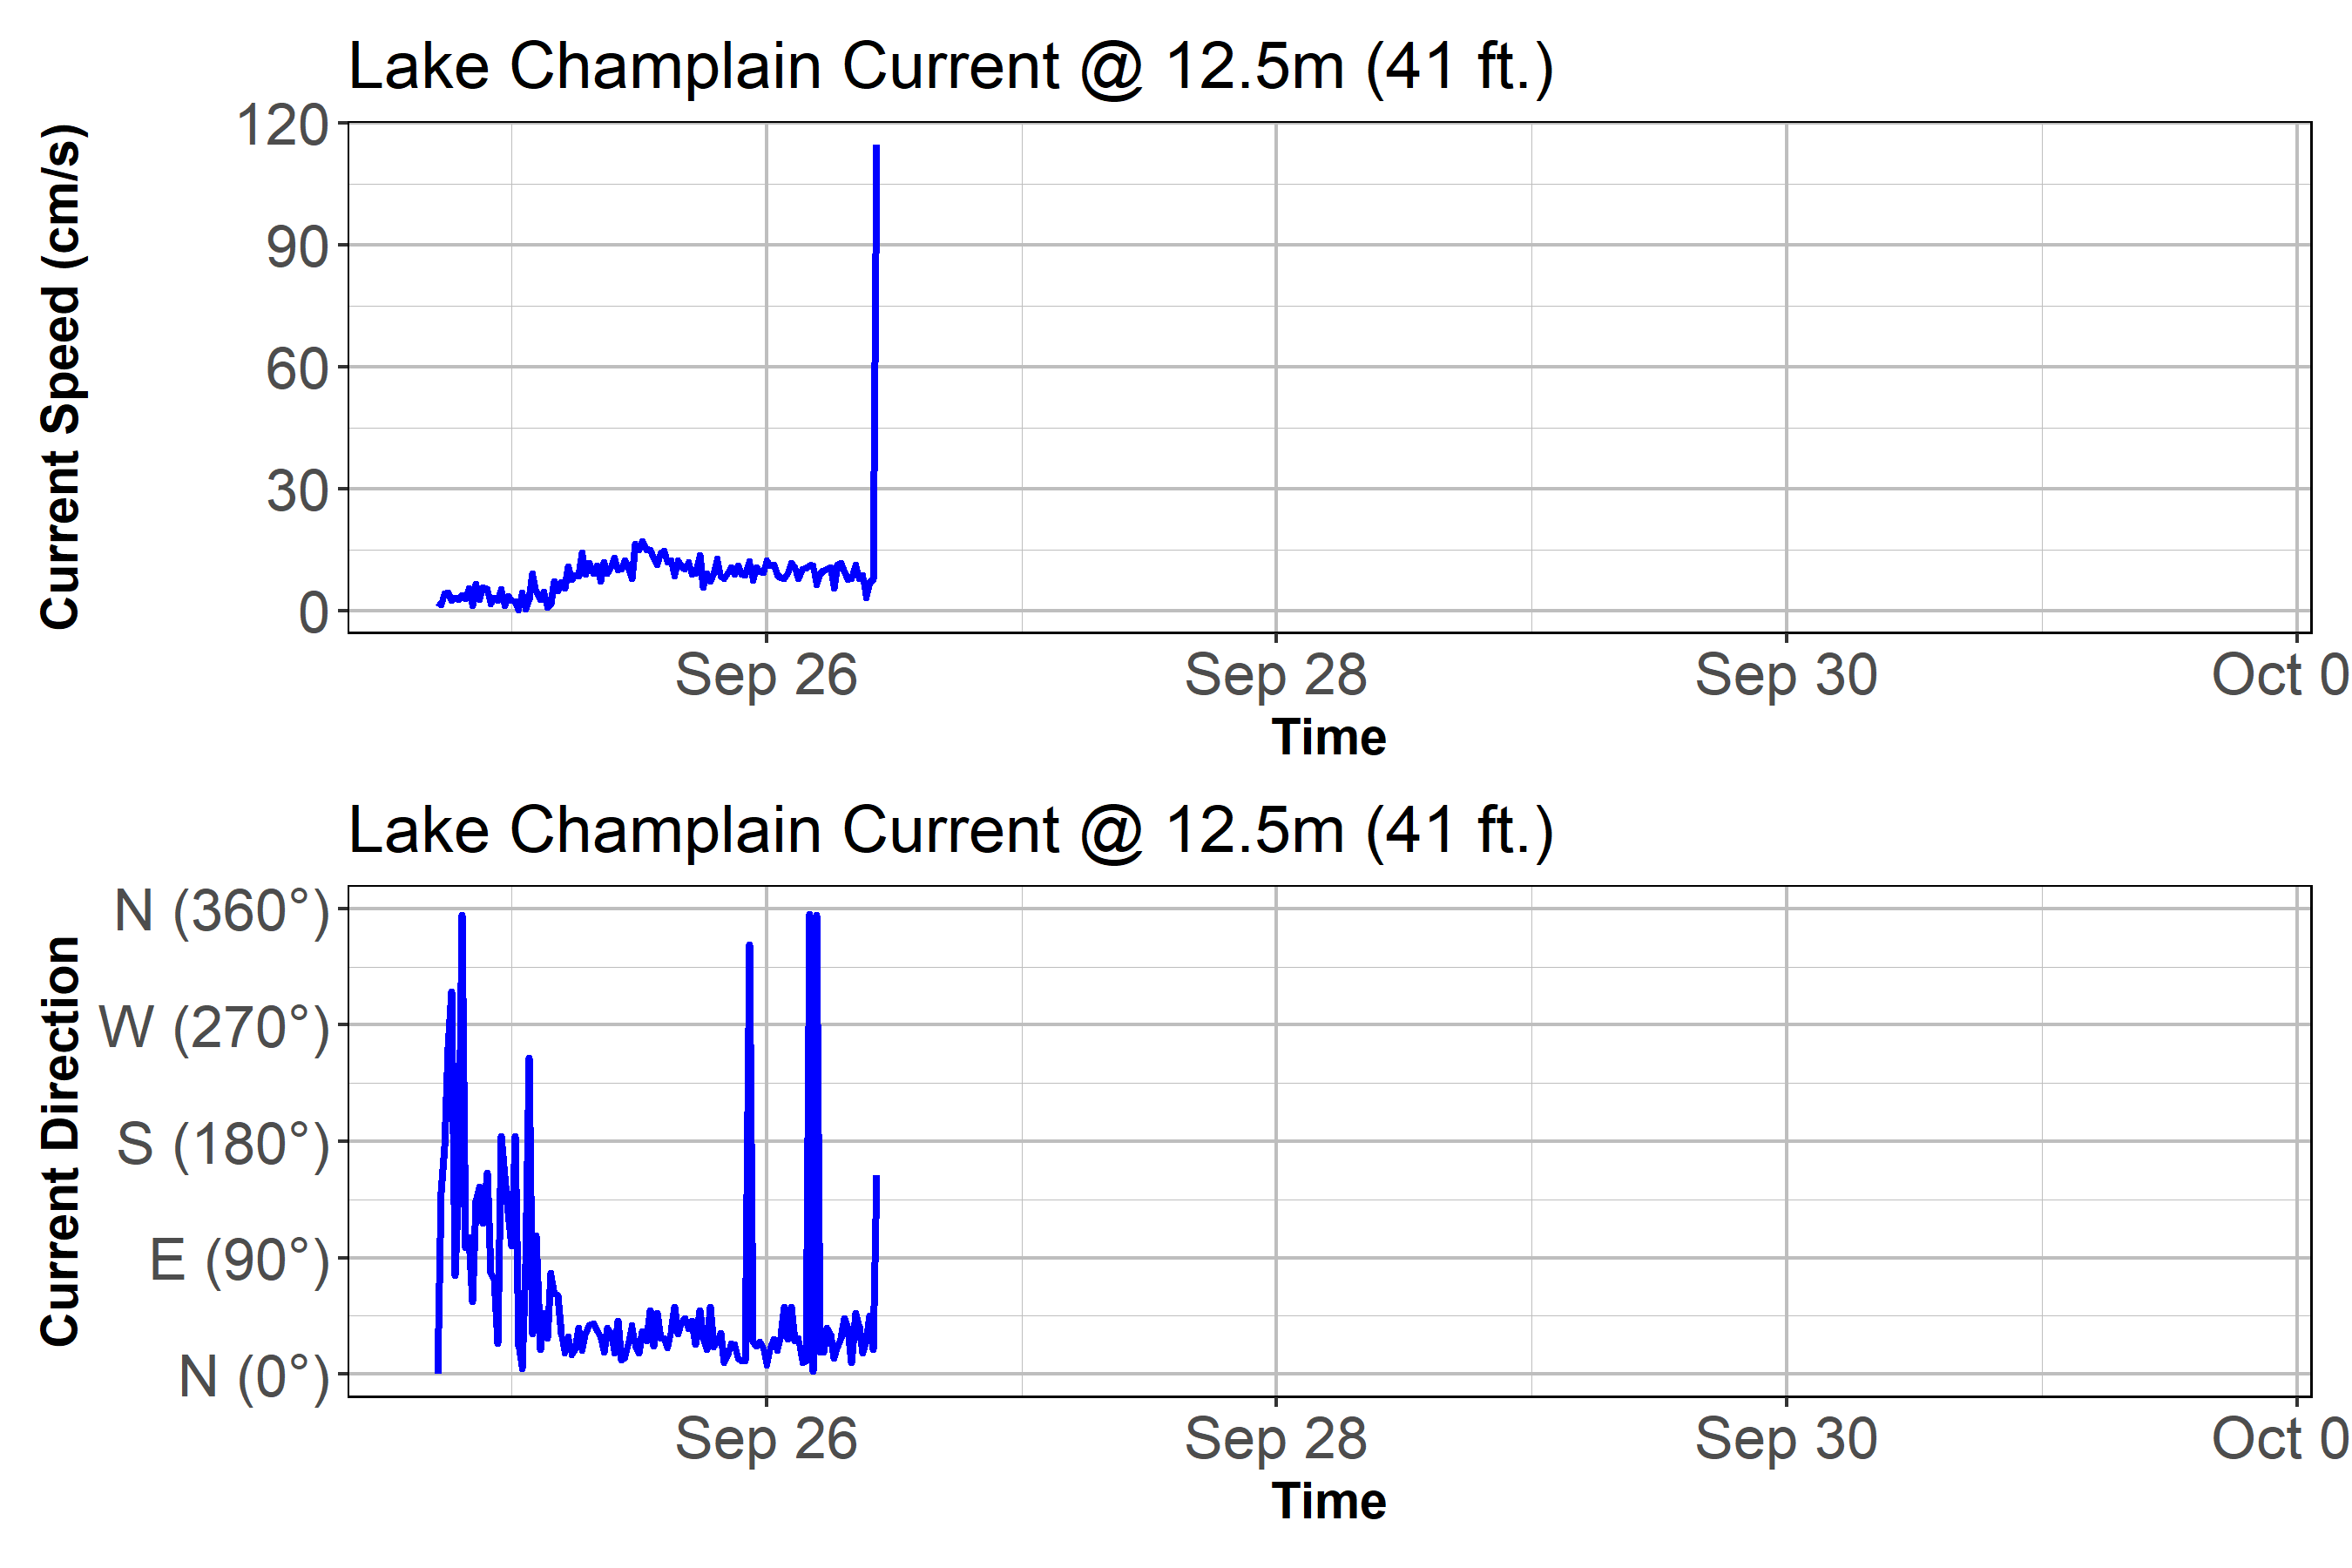 Lake Champlain Current @ 12.5m (41 ft.)
Current Speed (cm/s)
120
90
60
30
0
Sep 26
Sep 28
Sep 30
Oct 0
Time
Lake Champlain Current @ 12.5m (41 ft.)
Current Direction
N (360°)
W (270°)
S (180°)
E (90°)
N (0°)
Sep 26
Sep 28
Sep 30
Oct 0
Time